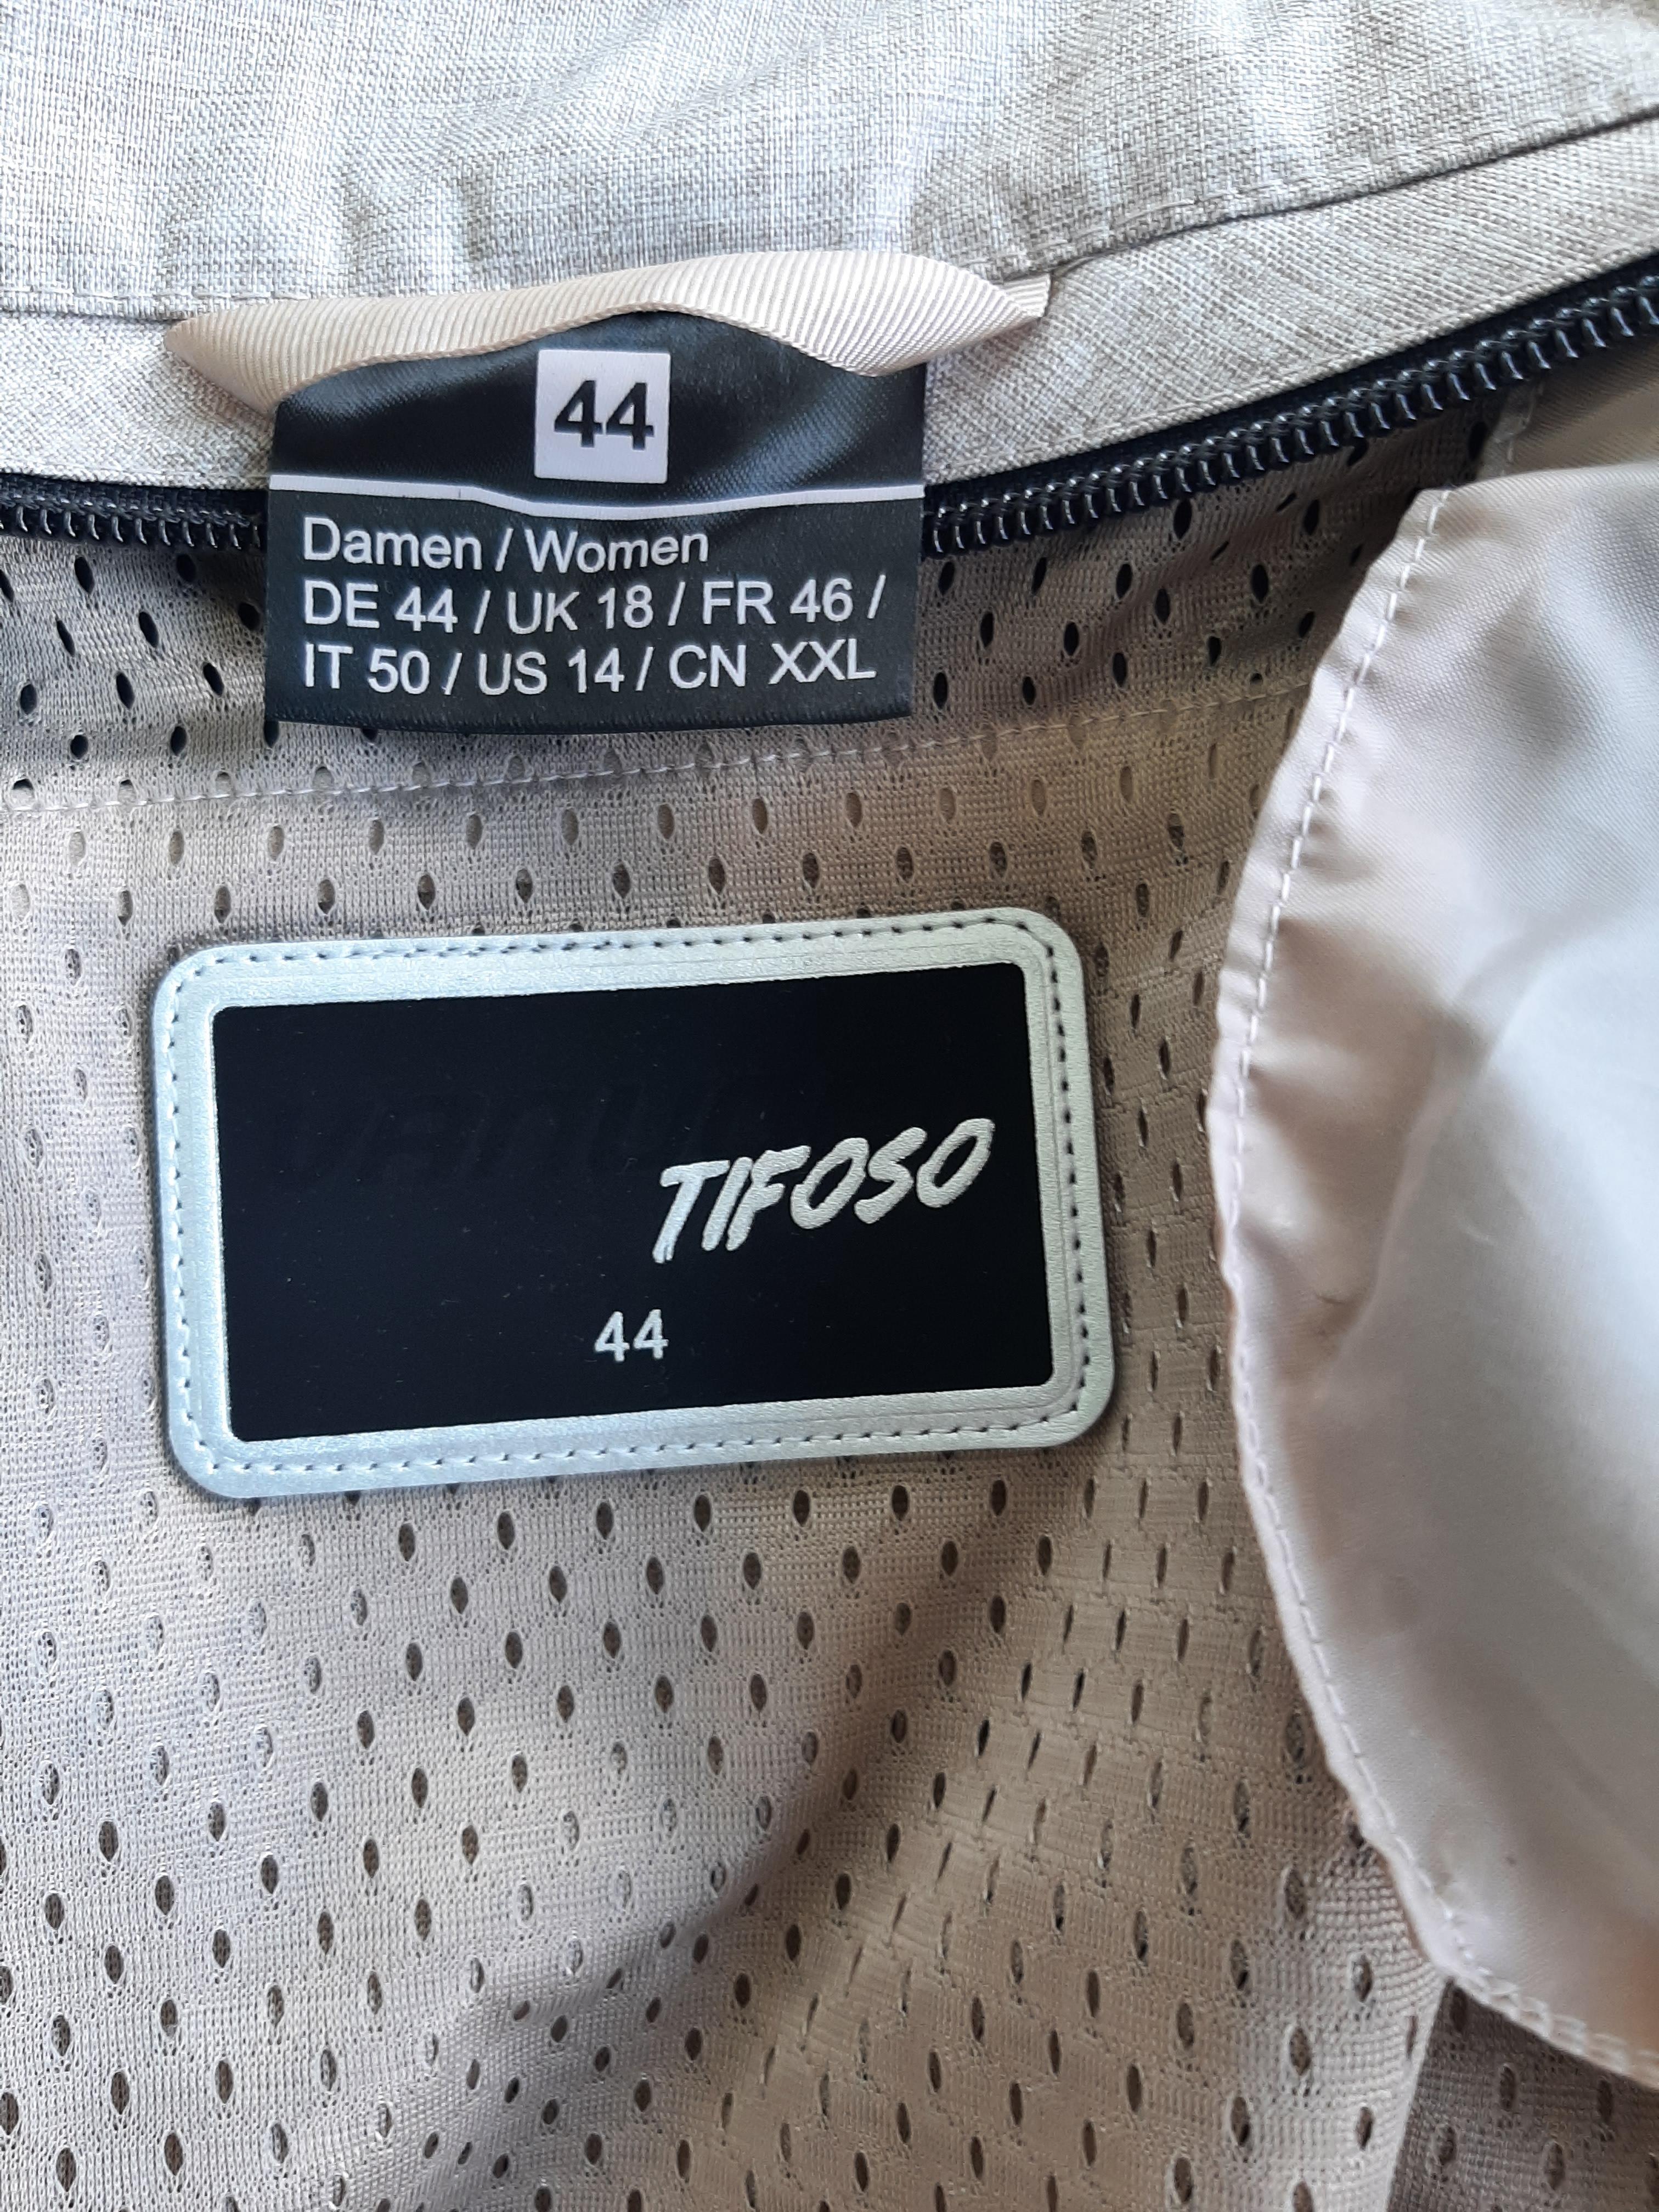 44
Damen / Women
DE 44 / UK 18 / FR 46 /
IT 50 / US 14 / CN XXL
TIFOSO
44